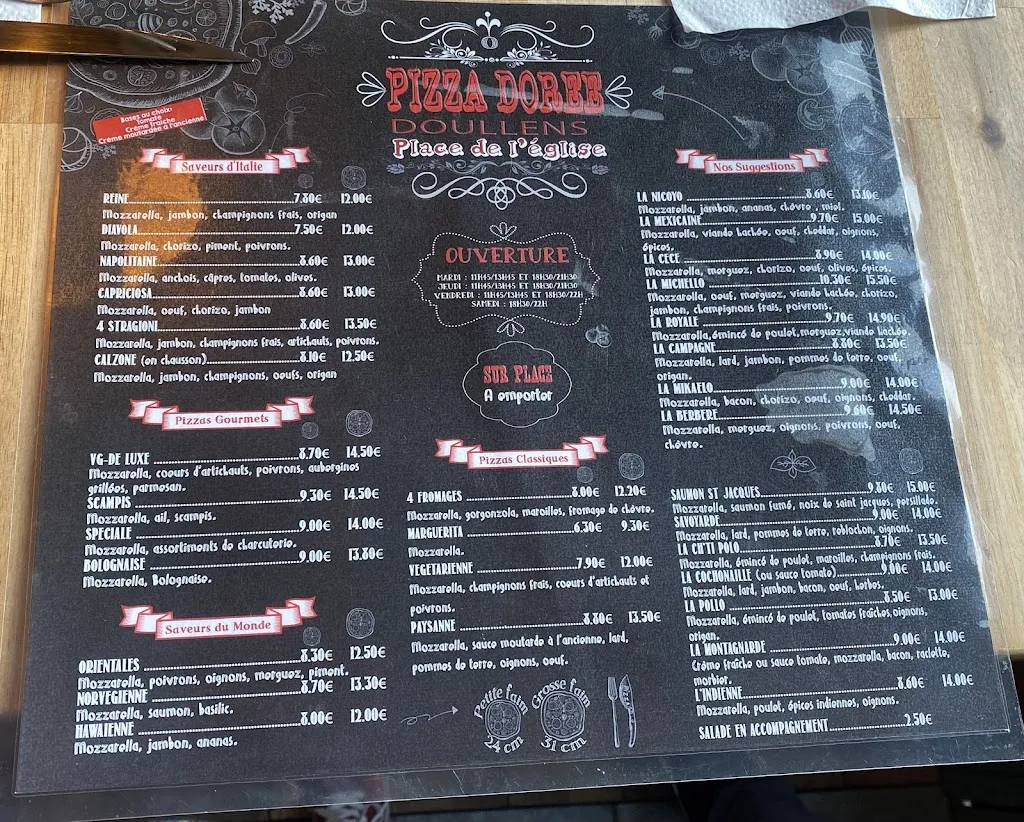 Bases au choix:
Tomate
Crème fraîche
Crème moutardée à l'ancienne
PIZZA DOREE
DOULLENS
Place de l'église
Saveurs d'Italie
REINE 7.80€ 12.00€
Mozzarella, jambon, champignons frais, origan
DIAVOLA 7.50€ 12.00€
Mozzarella, chorizo, piment, poivrons.
NAPOLITAINE 8.60€ 13.00€
Mozzarella, anchois, câpres, tomates, olives.
CAPRICIOSA 8.60€ 13.00€
Mozzarella, oeuf, chorizo, jambon
4 STRAGIONI 8.60€ 13.50€
Mozzarella, jambon, champignons frais, artichauts, poivrons.
CALZONE (en chausson) 8.10€ 12.50€
Mozzarella, jambon, champignons, oeufs, origan
Pizzas Gourmets
VG-DE LUXE 8.70€ 14.50€
Mozzarella, coeurs d'artichauts, poivrons, aubergines
grillées, parmesan.
SCAMPIS 9.30€ 14.50€
Mozzarella, ail, scampis.
SPECIALE 9.00€ 14.00€
Mozzarella, assortiments de charcuterie.
BOLOGNAISE 9.00€ 13.80€
Mozzarella, Bolognaise.
Saveurs du Monde
ORIENTALES 8.30€ 12.50€
Mozzarella, poivrons, oignons, merguez, piment.
NORVEGIENNE 8.70€ 13.30€
Mozzarella, saumon, basilic.
HAWAIENNE 8.00€ 12.00€
Mozzarella, jambon, ananas.
OUVERTURE
MARDI : 11H45/13H45 ET 18H30/21H30
JEUDI : 11H45/13H45 ET 18H30/21H30
VENDREDI : 11H45/13H45 ET 18H30/22H
SAMEDI : 18H30/22H
SUR PLACE
A emporter
Pizzas Classiques
4 FROMAGES 8.00€ 12.20€
Mozzarella, gorgonzola, maroilles, fromage de chèvre.
MARGUERITA 6.30€ 9.30€
Mozzarella.
VEGETARIENNE 7.90€ 12.00€
Mozzarella, champignons frais, coeurs d'artichauts et
poivrons.
PAYSANNE 8.80€ 13.50€
Mozzarella, sauce moutarde à l'ancienne, lard,
pommes de terre, oignons, oeuf.
Petite faim
24 cm
Grosse faim
31 cm
Nos Suggestions
LA NICOYO 8.60€ 13.10€
Mozzarella, jambon, ananas, chèvre, miel.
LA MEXICAINE 9.70€ 15.00€
Mozzarella, viande hachée, oeuf, cheddar, oignons,
épices.
LA CECE 8.90€ 14.00€
Mozzarella, merguez, chorizo, oeuf, olives, épices.
LA MICHELLO 10.30€ 15.50€
Mozzarella, oeuf, merguez, viande hachée, chorizo,
jambon, champignons frais, poivrons.
LA ROYALE 9.70€ 14.90€
Mozzarella, émincé de poulet, merguez, viande hachée.
LA CAMPAGNE 8.80€ 13.50€
Mozzarella, lard, jambon, pommes de terre, oeuf,
origan.
LA MIKAELO 9.00€ 14.00€
Mozzarella, bacon, chorizo, oeuf, oignons, cheddar.
LA BERBERE 9.60€ 14.50€
Mozzarella, merguez, oignons, poivrons, oeuf,
chèvre.
SAUMON ST JACQUES 9.80€ 15.00€
Mozzarella, saumon fumé, noix de saint jacques, persillade.
SAVOYARDE 9.00€ 14.00€
Mozzarella, lard, pommes de terre, reblochon, oignons.
LA CH'TI POLO 8.70€ 13.50€
Mozzarella, émincé de poulet, maroilles, champignons frais.
LA COCHONAILLE (ou sauce tomate) 9.00€ 14.00€
Mozzarella, lard, jambon, bacon, oeuf, herbes.
LA POLLO 8.50€ 13.00€
Mozzarella, émincé de poulet, tomates fraîches, oignons,
origan.
LA MONTAGNARDE 9.00€ 14.00€
Crème fraîche ou sauce tomate, mozzarella, bacon, raclette,
morbier.
L'INDIENNE 8.60€ 14.00€
Mozzarella, poulet, épices indiennes, oignons.
SALADE EN ACCOMPAGNEMENT 2.50€